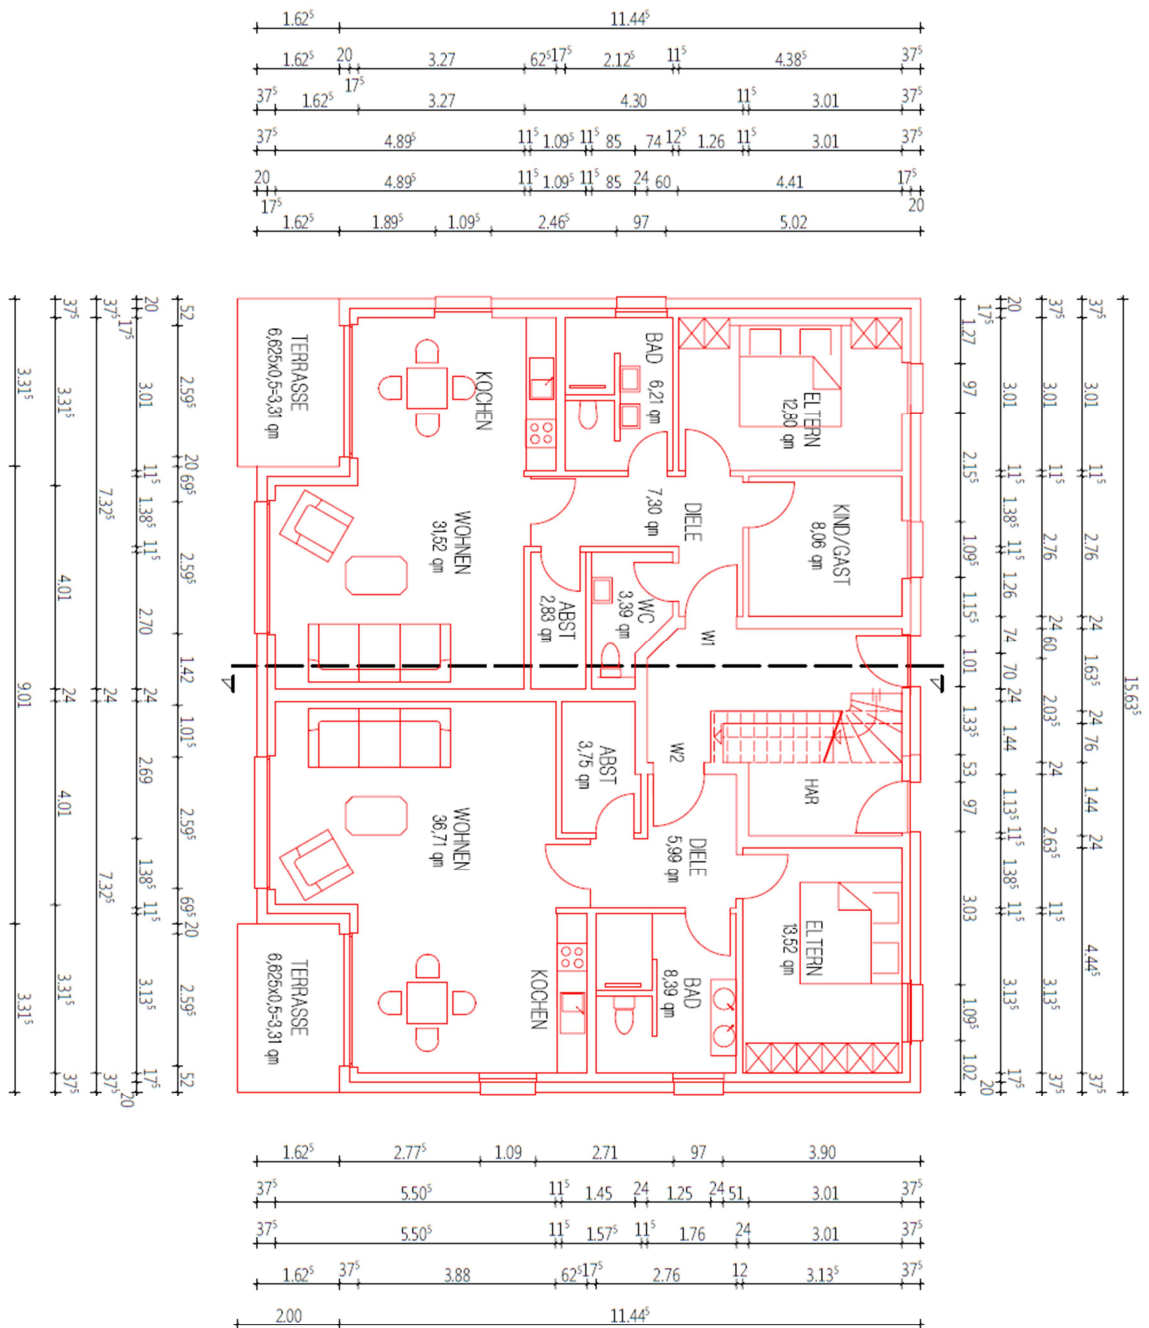 1.62⁵ 11.44⁵
1.62⁵ 20 3.27 62⁵ 17⁵ 2.12⁵ 11⁵ 4.38⁵ 37⁵
17⁵
37⁵ 1.62⁵ 3.27 4.30 11⁵ 3.01 37⁵
37⁵ 4.89⁵ 11⁵ 1.09⁵ 11⁵ 85 74 12⁵ 1.26 11⁵ 3.01 37⁵
20 4.89⁵ 11⁵ 1.09⁵ 11⁵ 85 24 60 4.41 17⁵
17⁵ 20
1.62⁵ 1.89⁵ 1.09⁵ 2.46⁵ 97 5.02
3.31⁵ 9.01 3.31⁵
37⁵ 3.31⁵ 4.01 24 4.01 3.31⁵ 37⁵
37⁵ 7.32⁵ 24 7.32⁵ 37⁵
20 17⁵ 3.01 11⁵ 1.38⁵ 11⁵ 2.70 24 2.69 1.38⁵ 11⁵ 3.13⁵ 17⁵ 20
52 2.59⁵ 20 69⁵ 2.59⁵ 1.42 1.01⁵ 2.59⁵ 69⁵ 20 2.59⁵ 52
TERRASSE
6,625x0,5=3,31 qm
KOCHEN
BAD
6,21 qm
ELTERN
12,80 qm
WOHNEN
31,52 qm
DIELE
7,30 qm
KIND/GAST
8,06 qm
ABST
2,83 qm
WC
3,39 qm
W1
W2
HAR
ABST
3,75 qm
WOHNEN
36,71 qm
DIELE
5,99 qm
ELTERN
13,52 qm
BAD
8,39 qm
KOCHEN
TERRASSE
6,625x0,5=3,31 qm
1.27 97 2.15⁵ 1.09⁵ 1.15⁵ 1.01 1.33⁵ 53 97 3.03 1.09⁵ 1.02
20 17⁵ 3.01 11⁵ 1.38⁵ 11⁵ 1.26 74 70 24 1.44 1.13⁵ 11⁵ 1.38⁵ 11⁵ 3.13⁵ 17⁵ 20
37⁵ 3.01 11⁵ 2.76 24 60 2.03⁵ 24 2.63⁵ 11⁵ 3.13⁵ 37⁵
37⁵ 3.01 11⁵ 2.76 24 1.63⁵ 24 76 1.44 24 4.44⁵ 37⁵
15.63⁵
1.62⁵ 2.77⁵ 1.09 2.71 97 3.90
37⁵ 5.50⁵ 11⁵ 1.45 24 1.25 24 51 3.01 37⁵
37⁵ 5.50⁵ 11⁵ 1.57⁵ 11⁵ 1.76 24 3.01 37⁵
1.62⁵ 37⁵ 3.88 62⁵ 17⁵ 2.76 12 3.13⁵ 37⁵
2.00 11.44⁵